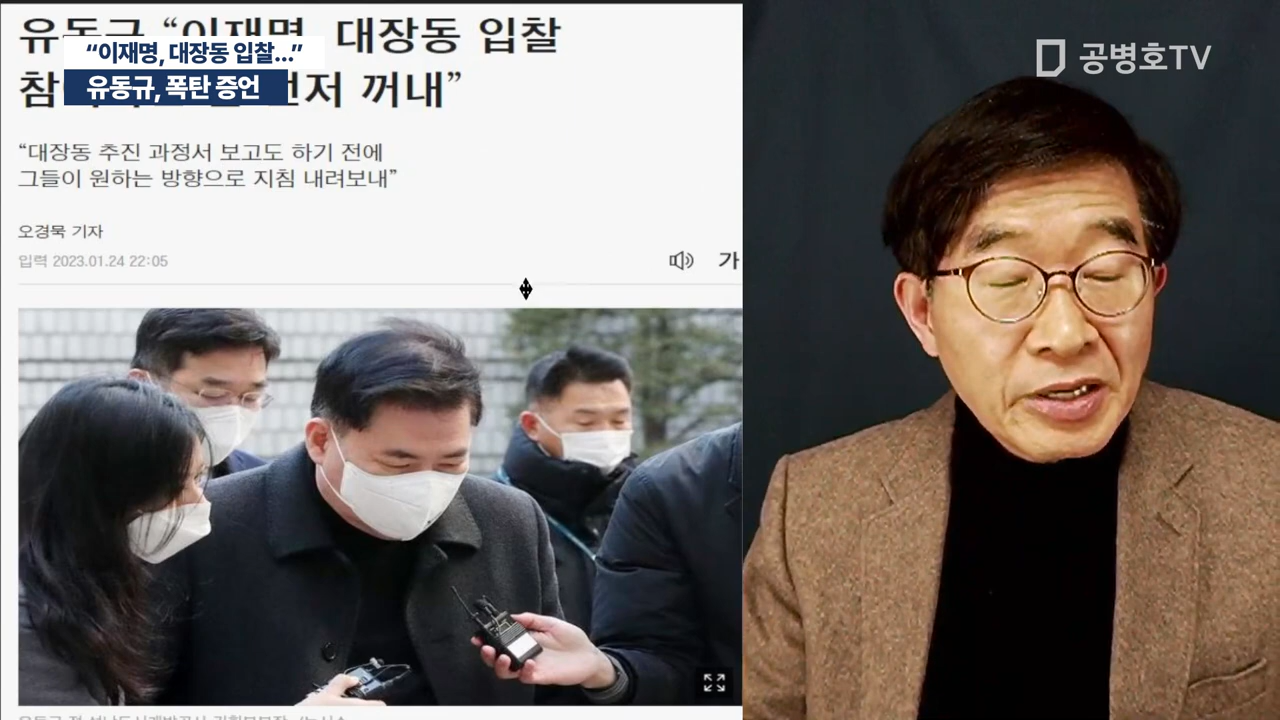 유동규 “이재명, 대장동 입찰
“이재명, 대장동 입찰...”
유동규, 폭탄 증언
꺼내”
“대장동 추진 과정서 보고도 하기 전에
그들이 원하는 방향으로 지침 내려보내”
오경묵 기자
입력 2023.01.24 22:05
가
공병호TV